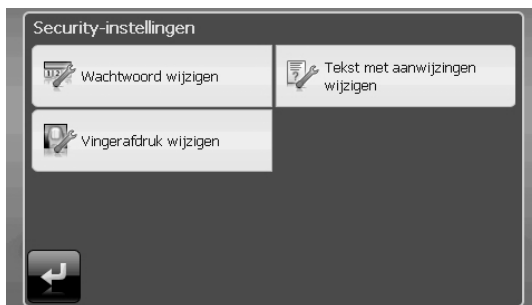 Security-instellingen
Wachtwoord wijzigen
Tekst met aanwijzingen
wijzigen
Vingerafdruk wijzigen